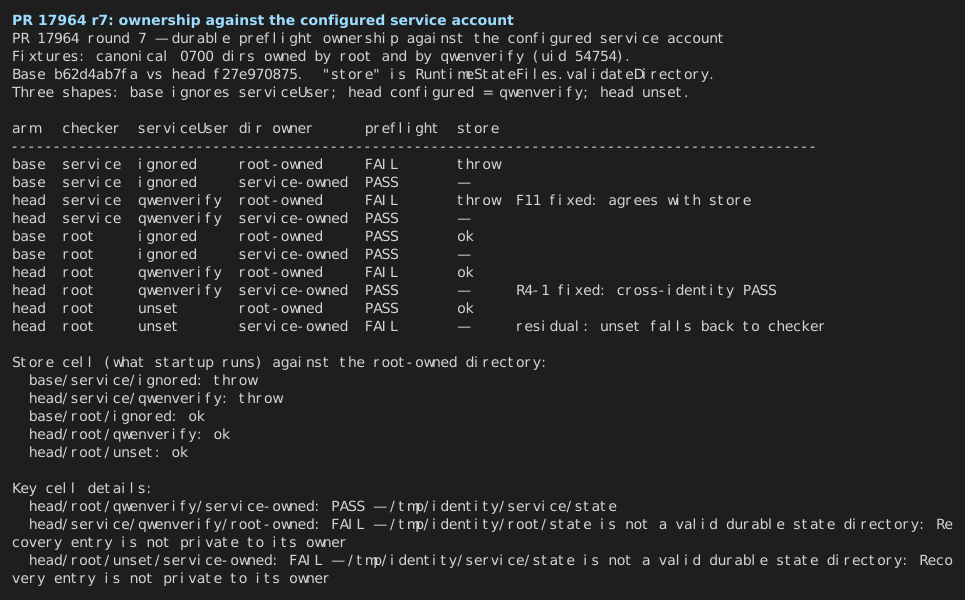 PR 17964 r7: ownership against the configured service account
PR 17964 round 7 — durable preflight ownership against the configured service account
Fixtures: canonical 0700 dirs owned by root and by qwenverify (uid 54754).
Base b62d4ab7fa vs head f27e970875. "store" is RuntimeStateFiles.validateDirectory.
Three shapes: base ignores serviceUser; head configured = qwenverify; head unset.
arm checker serviceUser dir owner preflight store
--------------------------------------------------------------------------------------------------
base service ignored root-owned FAIL throw
base service ignored service-owned PASS —
head service qwenverify root-owned FAIL throw F11 fixed: agrees with store
head service qwenverify service-owned PASS —
base root ignored root-owned PASS ok
base root ignored service-owned PASS —
head root qwenverify root-owned FAIL ok
head root qwenverify service-owned PASS — R4-1 fixed: cross-identity PASS
head root unset root-owned PASS ok
head root unset service-owned FAIL — residual: unset falls back to checker
Store cell (what startup runs) against the root-owned directory:
base/service/ignored: throw
head/service/qwenverify: throw
base/root/ignored: ok
head/root/qwenverify: ok
head/root/unset: ok
Key cell details:
head/root/qwenverify/service-owned: PASS — /tmp/identity/service/state
head/service/qwenverify/root-owned: FAIL — /tmp/identity/root/state is not a valid durable state directory: Re
covery entry is not private to its owner
head/root/unset/service-owned: FAIL — /tmp/identity/service/state is not a valid durable state directory: Reco
very entry is not private to its owner